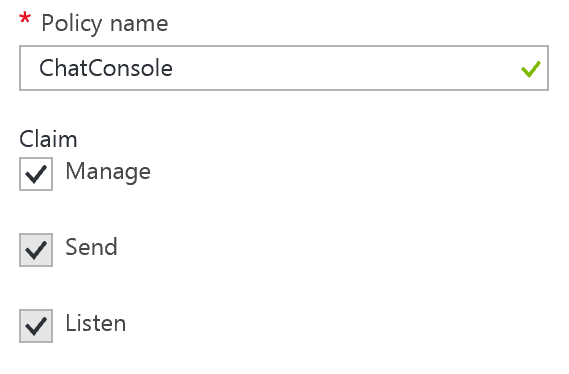 * Policy name
ChatConsole
Claim
Manage
Send
Listen